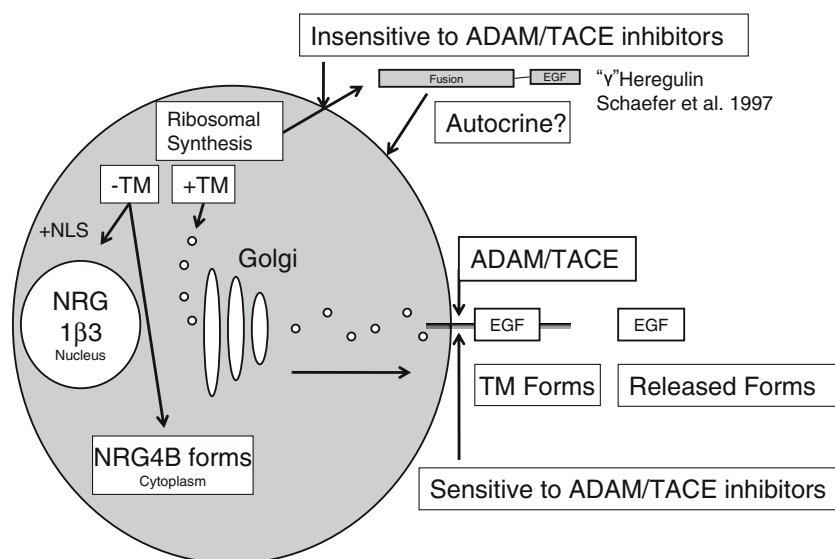 Insensitive to ADAM/TACE inhibitors
Fusion
EGF
“γ”Heregulin
Schaefer et al. 1997
Ribosomal
Synthesis
Autocrine?
-TM
+TM
+NLS
Golgi
ADAM/TACE
NRG
1β3
Nucleus
EGF
EGF
TM Forms
Released Forms
NRG4B forms
Cytoplasm
Sensitive to ADAM/TACE inhibitors